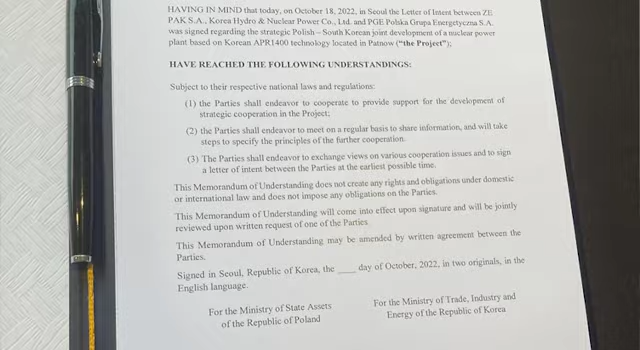 HAVING IN MIND that today, on October 18, 2022, in Seoul the Letter of Intent between ZE
PAK S.A., Korea Hydro & Nuclear Power Co., Ltd. and PGE Polska Grupa Energetyczna S.A.
was signed regarding the strategic Polish – South Korean joint development of a nuclear power
plant based on Korean APR1400 technology located in Patnow (“the Project”);
HAVE REACHED THE FOLLOWING UNDERSTANDINGS:
Subject to their respective national laws and regulations:
(1) the Parties shall endeavor to cooperate to provide support for the development of
strategic cooperation in the Project;
(2) the Parties shall endeavor to meet on a regular basis to share information, and will take
steps to specify the principles of the further cooperation.
(3) The Parties shall endeavor to exchange views on various cooperation issues and to sign
a letter of intent between the Parties at the earliest possible time.
This Memorandum of Understanding does not create any rights and obligations under domestic
or international law and does not impose any obligations on the Parties.
This Memorandum of Understanding will come into effect upon signature and will be jointly
reviewed upon written request of one of the Parties.
This Memorandum of Understanding may be amended by written agreement between the
Parties.
Signed in Seoul, Republic of Korea, the ____ day of October, 2022, in two originals, in the
English language.
For the Ministry of State Assets
of the Republic of Poland
For the Ministry of Trade, Industry and
Energy of the Republic of Korea